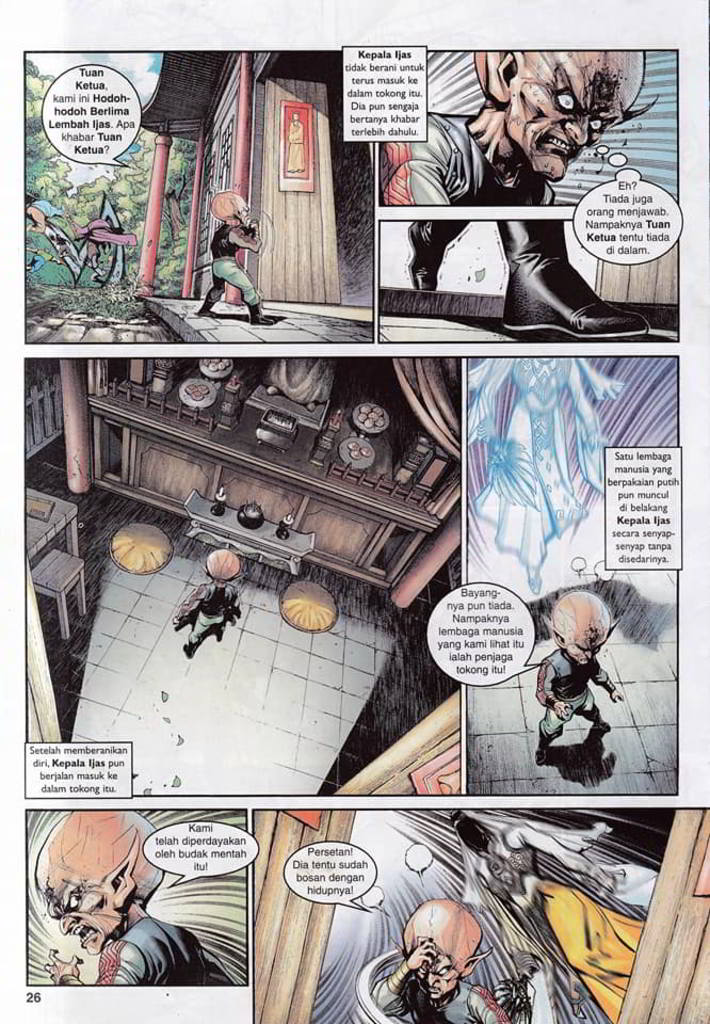 Tuan
Ketua,
kami ini Hodoh-
hodoh Berlima
Lembah Ijas. Apa
khabar Tuan
Ketua?
Kepala Ijas
tidak berani untuk
terus masuk ke
dalam tokong itu.
Dia pun sengaja
bertanya khabar
terlebih dahulu.
Eh?
Tiada juga
orang menjawab.
Nampaknya Tuan
Ketua tentu tiada
di dalam.
Setelah memberanikan
diri, Kepala Ijas pun
berjalan masuk ke
dalam tokong itu.
Satu lembaga
manusia yang
berpakaian putih
pun muncul
di belakang
Kepala Ijas
secara senyap-
senyap tanpa
disedarinya.
Bayang-
nya pun tiada.
Nampaknya
lembaga manusia
yang kami lihat itu
ialah penjaga
tokong itu!
Kami
telah diperdayakan
oleh budak mentah
itu!
Persetan!
Dia tentu sudah
bosan dengan
hidupnya!
26